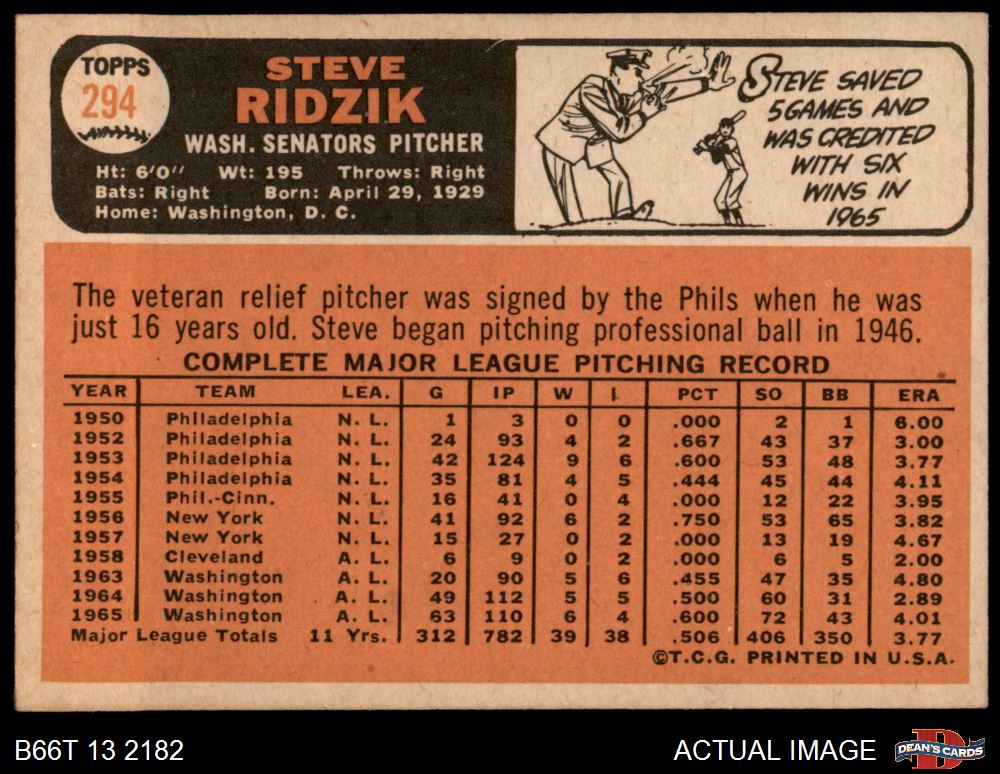 TOPPS
294
STEVE
RIDZIK
WASH. SENATORS PITCHER
Ht: 6'0" Wt: 195 Throws: Right
Bats: Right Born: April 29, 1929
Home: Washington, D. C.
STEVE SAVED
5 GAMES AND
WAS CREDITED
WITH SIX
WINS IN
1965
The veteran relief pitcher was signed by the Phils when he was
just 16 years old. Steve began pitching professional ball in 1946.
COMPLETE MAJOR LEAGUE PITCHING RECORD
YEAR TEAM LEA. G IP W L PCT SO BB ERA
1950 Philadelphia N. L. 1 3 0 0 .000 2 1 6.00
1952 Philadelphia N. L. 24 93 4 2 .667 43 37 3.00
1953 Philadelphia N. L. 42 124 9 6 .600 53 48 3.77
1954 Philadelphia N. L. 35 81 4 5 .444 45 44 4.11
1955 Phil.-Cinn. N. L. 16 41 0 4 .000 12 22 3.95
1956 New York N. L. 41 92 6 2 .750 53 65 3.82
1957 New York N. L. 15 27 0 2 .000 13 19 4.67
1958 Cleveland A. L. 6 9 0 2 .000 6 5 2.00
1963 Washington A. L. 20 90 5 6 .455 47 35 4.80
1964 Washington A. L. 49 112 5 5 .500 60 31 2.89
1965 Washington A. L. 63 110 6 4 .600 72 43 4.01
Major League Totals 11 Yrs. 312 782 39 38 .506 406 350 3.77
©T.C.G. PRINTED IN U.S.A.
B66T 13 2182
ACTUAL IMAGE
DEAN'S CARDS